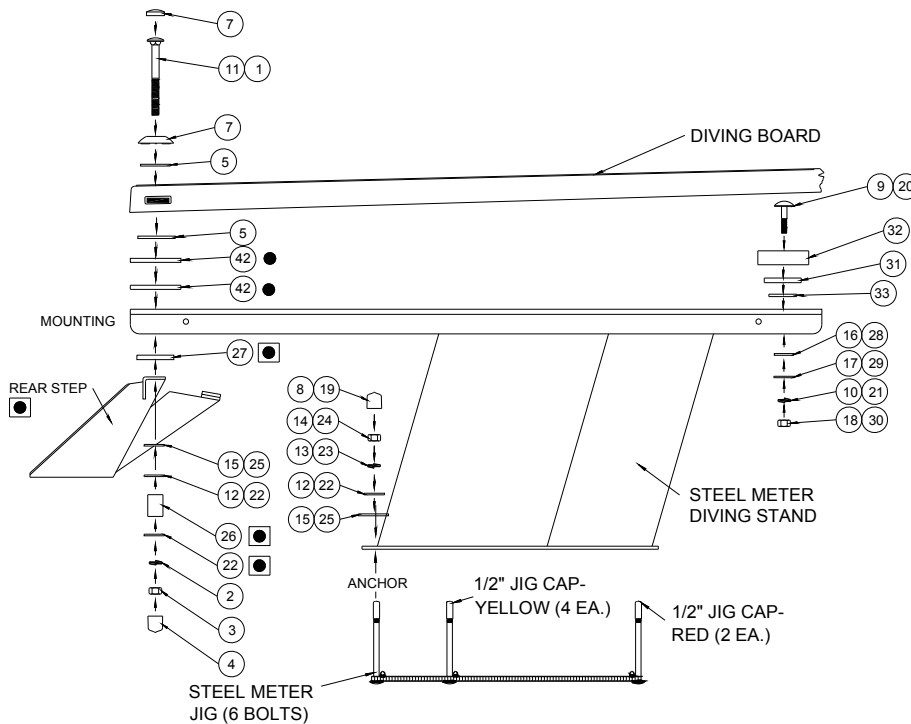 7
11 1
7
5
DIVING BOARD
9 20
5
32
42
31
42
33
MOUNTING
16 28
27
17 29
REAR STEP
8 19
10 21
14 24
18 30
15 25
13 23
12 22
12 22
STEEL METER
DIVING STAND
26
15 25
22
2
ANCHOR
1/2" JIG CAP-
YELLOW (4 EA.)
3
1/2" JIG CAP-
RED (2 EA.)
4
STEEL METER
JIG (6 BOLTS)